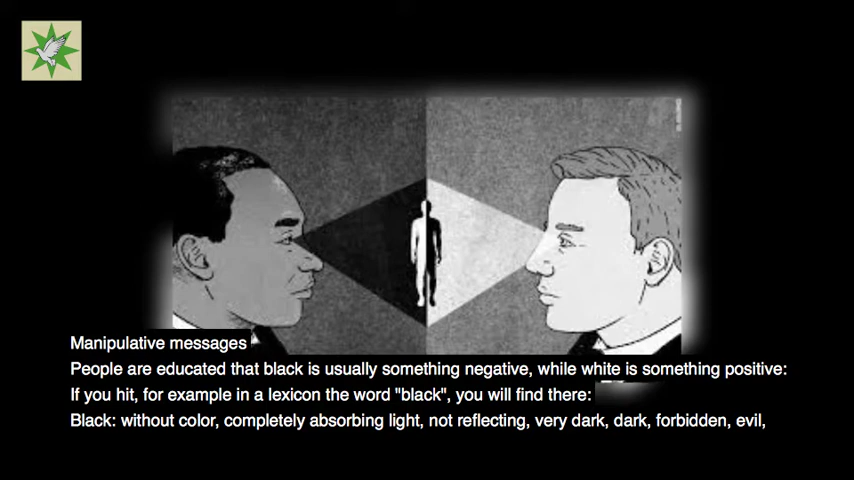 Manipulative messages
People are educated that black is usually something negative, while white is something positive:
If you hit, for example in a lexicon the word "black", you will find there:
Black: without color, completely absorbing light, not reflecting, very dark, dark, forbidden, evil,